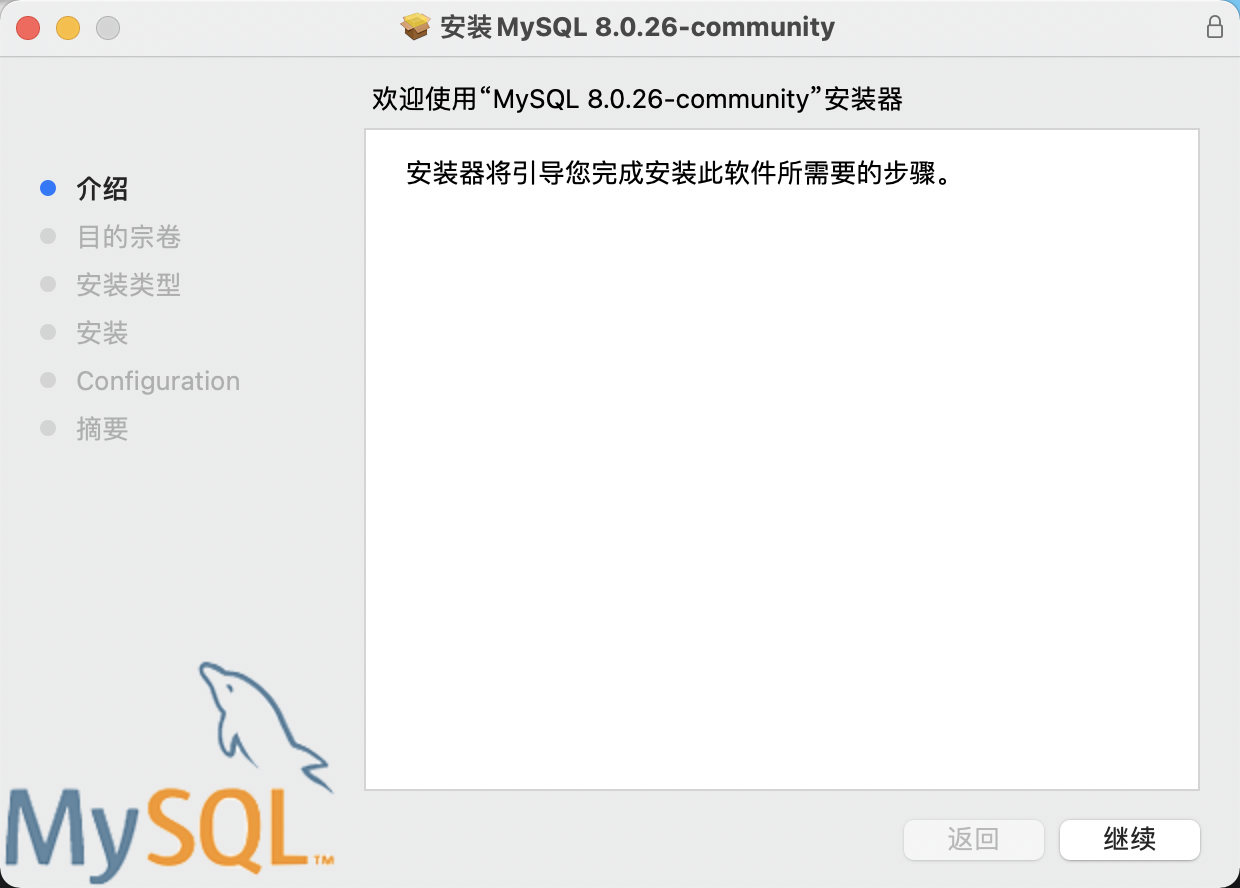 安装 MySQL 8.0.26-community
欢迎使用“MySQL 8.0.26-community”安装器
安装器将引导您完成安装此软件所需要的步骤。
介绍
目的宗卷
安装类型
安装
Configuration
摘要
MySQL™
返回
继续